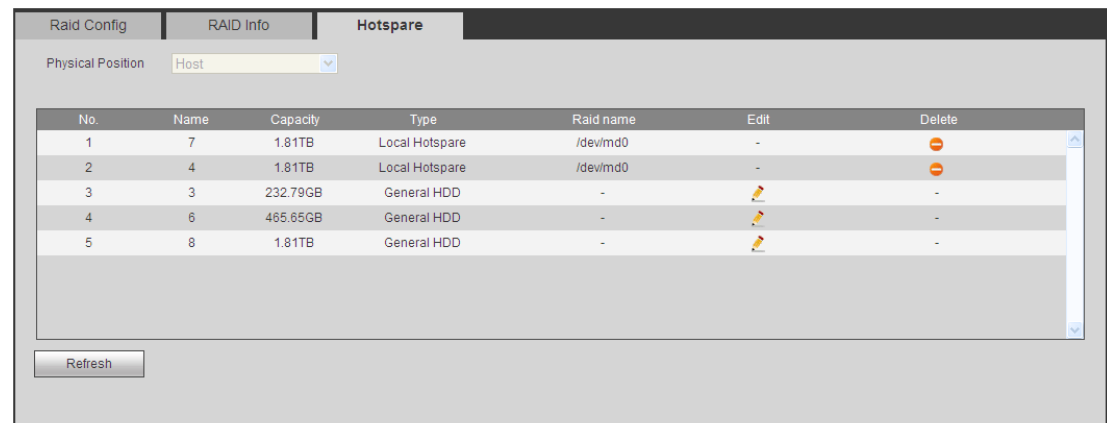 Raid Config RAID Info Hotspare
Physical Position Host
No. Name Capacity Type Raid name Edit Delete
1 7 1.81TB Local Hotspare /dev/md0 -
2 4 1.81TB Local Hotspare /dev/md0 -
3 3 232.79GB General HDD - -
4 6 465.65GB General HDD - -
5 8 1.81TB General HDD - -
Refresh